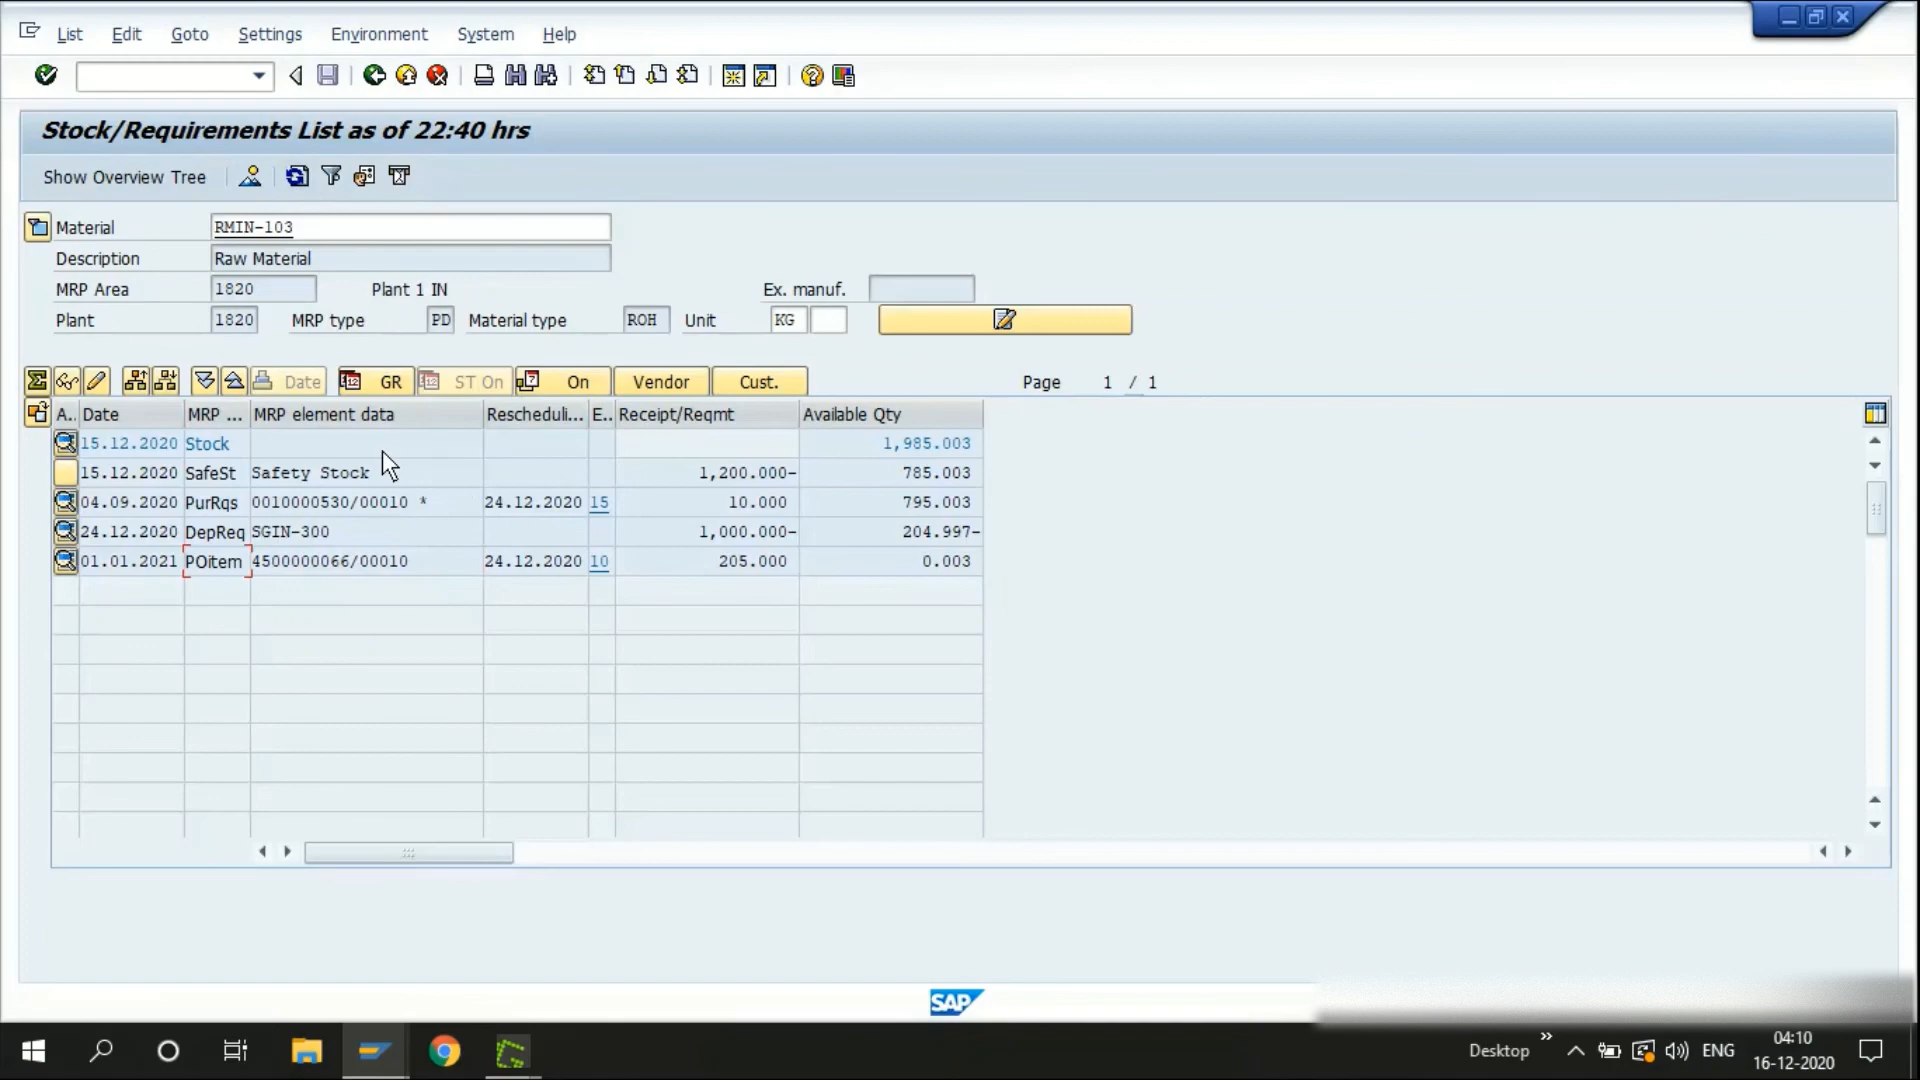 List Edit Goto Settings Environment System Help
Stock/Requirements List as of 22:40 hrs
Show Overview Tree
Material RMIN-103
Description Raw Material
MRP Area 1820 Plant 1 IN Ex. manuf.
Plant 1820 MRP type PD Material type ROH Unit KG
Date GR ST On On Vendor Cust. Page 1 / 1
A.. Date MRP ... MRP element data Rescheduli... E.. Receipt/Reqmt Available Qty
15.12.2020 Stock 1,985.003
15.12.2020 SafeSt Safety Stock 1,200.000- 785.003
04.09.2020 PurRqs 0010000530/00010 * 24.12.2020 15 10.000 795.003
24.12.2020 DepReq SGIN-300 1,000.000- 204.997-
01.01.2021 POitem 4500000066/00010 24.12.2020 10 205.000 0.003
SAP
Desktop » ENG 04:10
16-12-2020